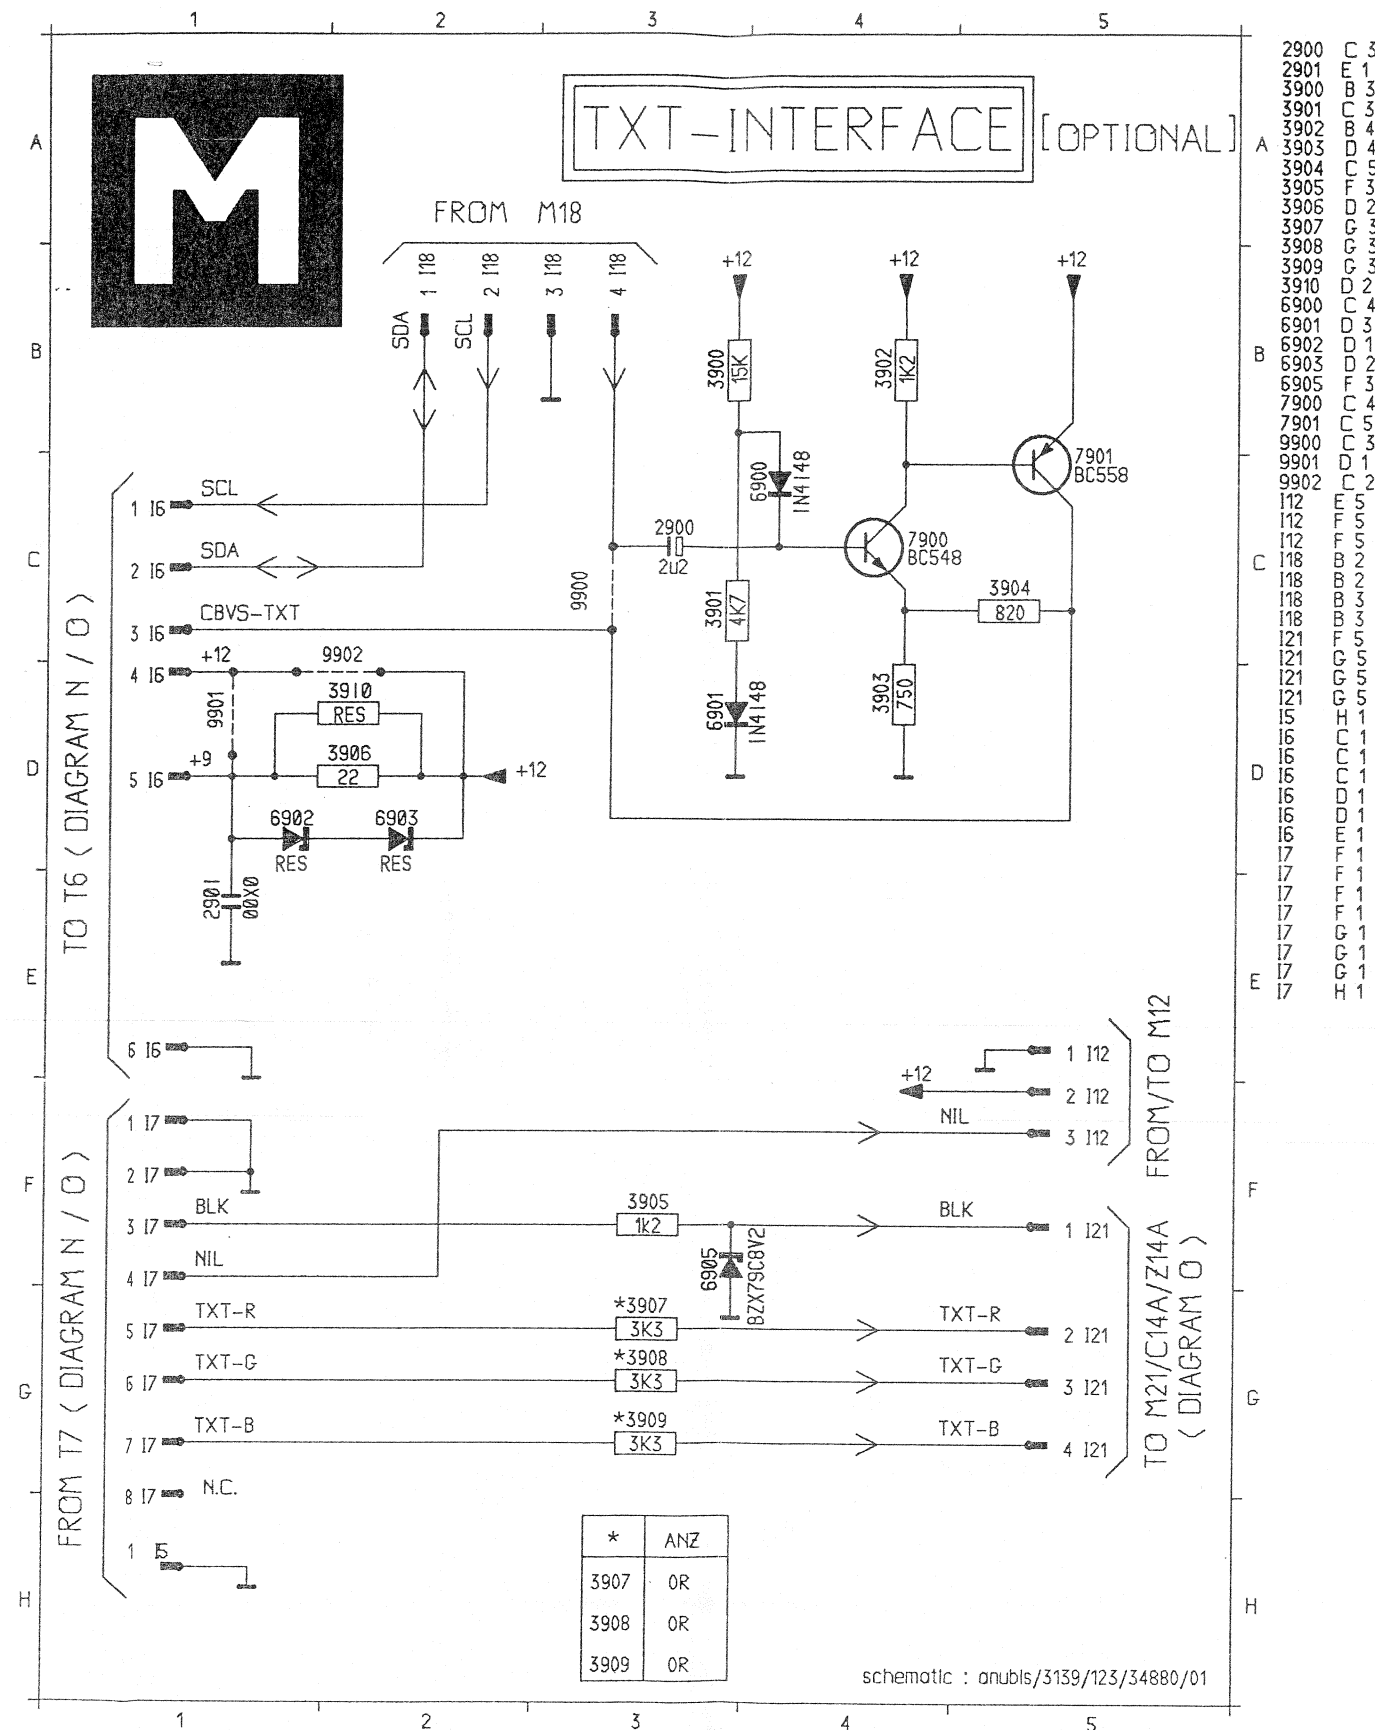 1 2 3 4 5
M
TXT-INTERFACE [OPTIONAL]
A A
FROM M18
1 I18
2 I18
3 I18
4 I18
SDA
SCL
+12
+12
+12
B B
3900
15K
3902
1K2
6900
1N4148
7901
BC558
1 I6 SCL
2 I6 SDA
3 I6 CBVS-TXT
C C
9900
2900
2u2
7900
BC548
3901
4K7
3904
820
4 I6 +12
9902
9901
3910
RES
3906
22
+12
5 I6 +9
D D
6901
1N4148
3903
750
6902
RES
6903
RES
2901
00X0
TO T6 ( DIAGRAM N / O )
E E
6 I6
1 I12
+12
2 I12
NIL
3 I12
FROM/TO M12
1 I7
2 I7
F F
3 I7 BLK
3905
1k2
BLK
1 I21
4 I7 NIL
6905
BZX79C8V2
5 I7 TXT-R
*3907
3K3
TXT-R
2 I21
6 I7 TXT-G
*3908
3K3
TXT-G
3 I21
G G
7 I7 TXT-B
*3909
3K3
TXT-B
4 I21
8 I7 N.C.
1 I5
FROM T7 ( DIAGRAM N / O )
TO M21/C14A/Z14A
( DIAGRAM O )
H H
* ANZ
3907 0R
3908 0R
3909 0R
schematic : anubis/3139/123/34880/01
1 2 3 4 5
2900 C 3
2901 E 1
3900 B 3
3901 C 3
3902 B 4
3903 D 4
3904 C 5
3905 F 3
3906 D 2
3907 G 3
3908 G 3
3909 G 3
3910 D 2
6900 C 4
6901 D 3
6902 D 1
6903 D 2
6905 F 3
7900 C 4
7901 C 5
9900 C 3
9901 D 1
9902 C 2
I12 E 5
I12 F 5
I12 F 5
I18 B 2
I18 B 2
I18 B 3
I18 B 3
I21 F 5
I21 G 5
I21 G 5
I21 G 5
I5 H 1
I6 C 1
I6 C 1
I6 C 1
I6 D 1
I6 D 1
I6 E 1
I7 F 1
I7 F 1
I7 F 1
I7 F 1
I7 G 1
I7 G 1
I7 G 1
I7 H 1